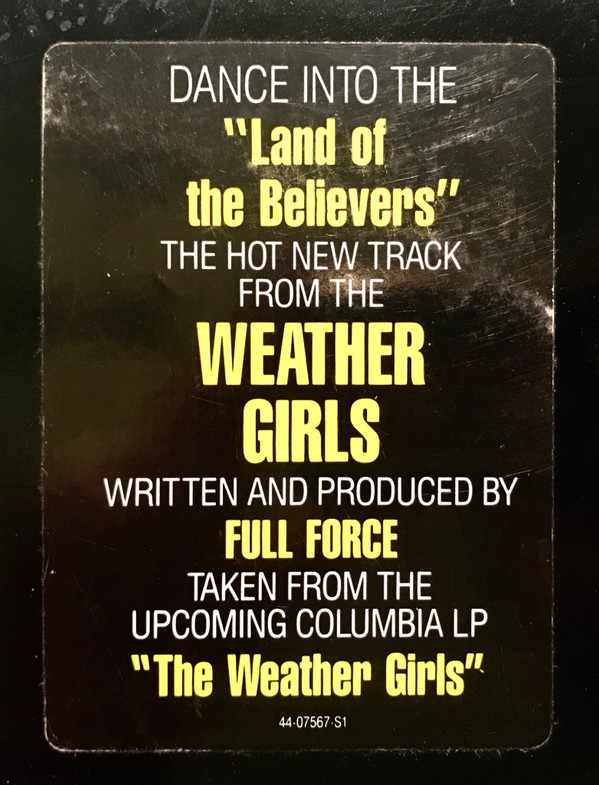 DANCE INTO THE
"Land of
the Believers"
THE HOT NEW TRACK
FROM THE
WEATHER
GIRLS
WRITTEN AND PRODUCED BY
FULL FORCE
TAKEN FROM THE
UPCOMING COLUMBIA LP
"The Weather Girls"
44-07567-S1